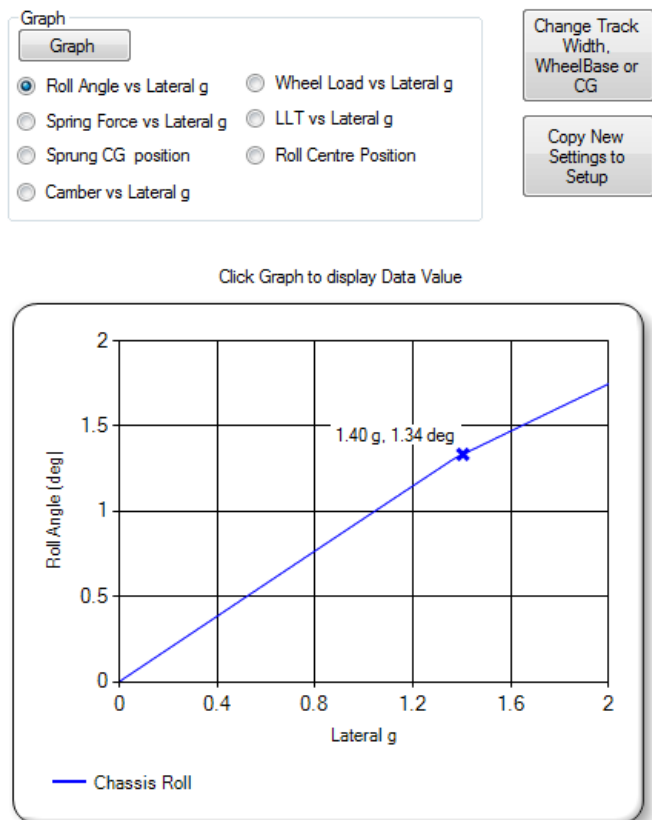 Graph
Graph
Roll Angle vs Lateral g
Wheel Load vs Lateral g
Spring Force vs Lateral g
LLT vs Lateral g
Sprung CG position
Roll Centre Position
Camber vs Lateral g
Change Track
Width,
WheelBase or
CG
Copy New
Settings to
Setup
Click Graph to display Data Value
2
1.5
1
0.5
0
Roll Angle (deg)
1.40 g, 1.34 deg
0
0.4
0.8
1.2
1.6
2
Lateral g
Chassis Roll